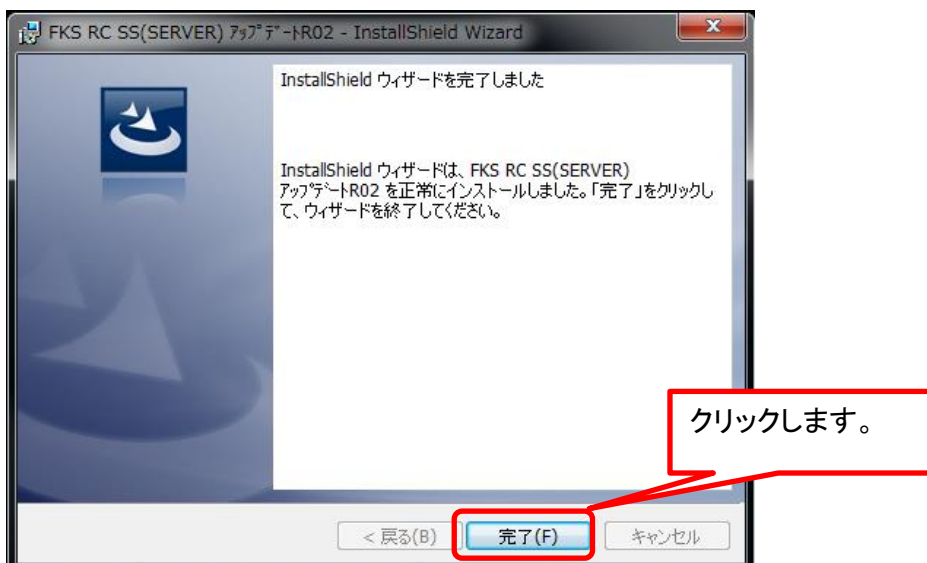 FKS RC SS(SERVER) ｱｯﾌﾟﾃﾞｰﾄR02 - InstallShield Wizard
InstallShield ウィザードを完了しました
InstallShield ウィザードは、FKS RC SS(SERVER)
ｱｯﾌﾟﾃﾞｰﾄR02 を正常にインストールしました。「完了」をクリックし
て、ウィザードを終了してください。
クリックします。
< 戻る(B)
完了(F)
キャンセル